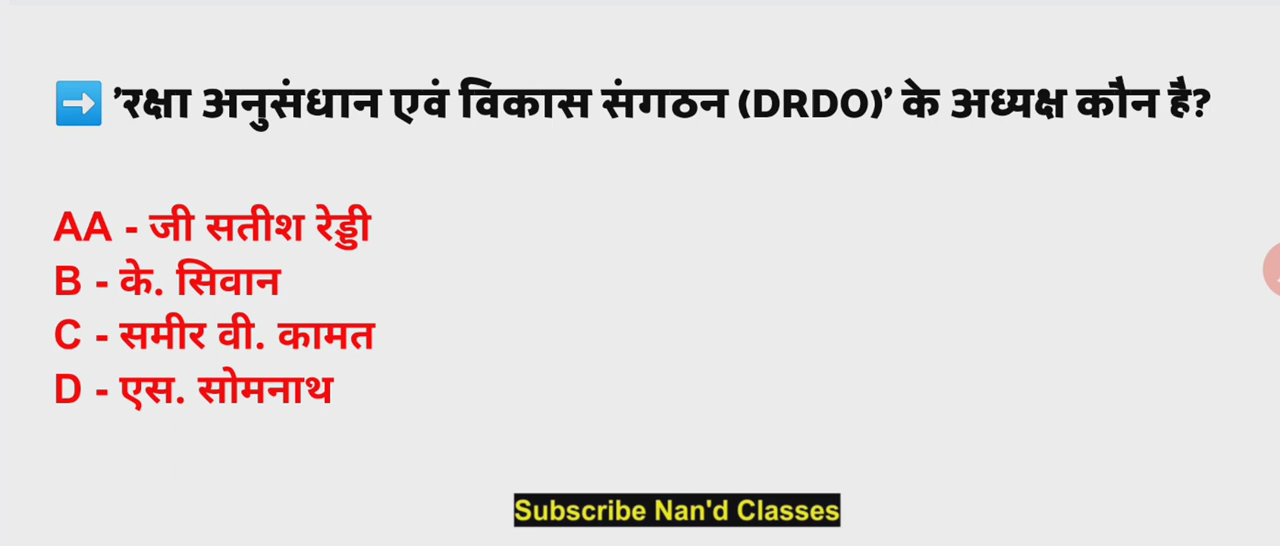 ➡️ ’रक्षा अनुसंधान एवं विकास संगठन (DRDO)’ के अध्यक्ष कौन है?
AA - जी सतीश रेड्डी
B - के. सिवान
C - समीर वी. कामत
D - एस. सोमनाथ
Subscribe Nan'd Classes